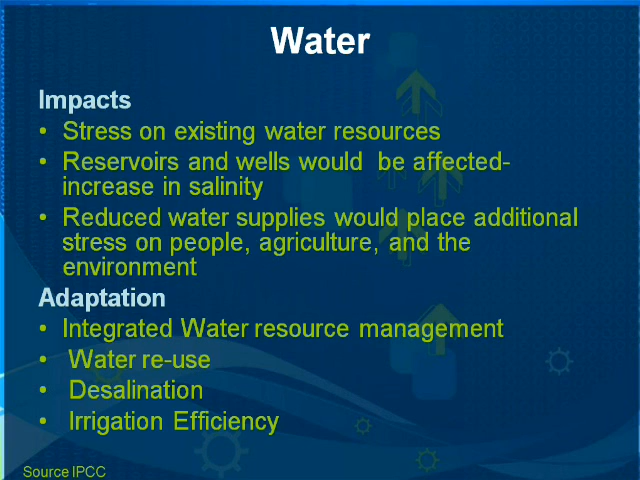 Water
Impacts
• Stress on existing water resources
• Reservoirs and wells would be affected-
increase in salinity
• Reduced water supplies would place additional
stress on people, agriculture, and the
environment
Adaptation
• Integrated Water resource management
• Water re-use
• Desalination
• Irrigation Efficiency
Source IPCC